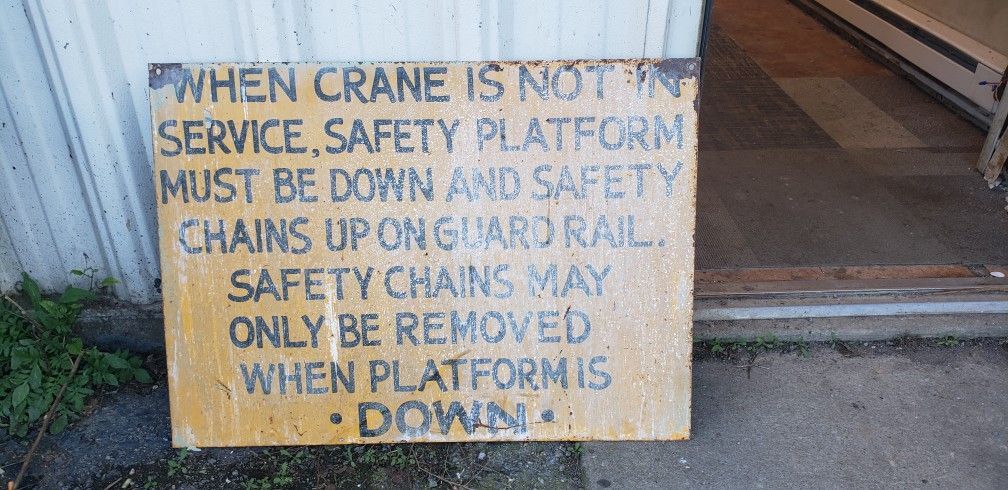 WHEN CRANE IS NOT IN
SERVICE, SAFETY PLATFORM
MUST BE DOWN AND SAFETY
CHAINS UP ON GUARD RAIL.
SAFETY CHAINS MAY
ONLY BE REMOVED
WHEN PLATFORM IS
• DOWN •